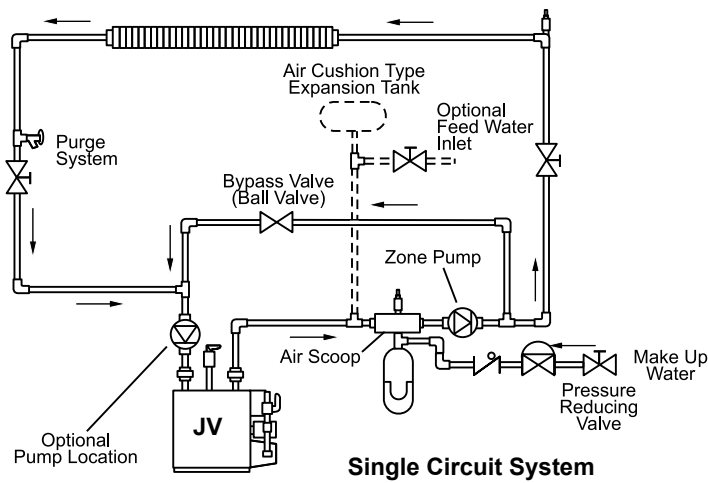 Air Cushion Type
Expansion Tank
Optional
Feed Water
Inlet
Purge
System
Bypass Valve
(Ball Valve)
Zone Pump
Air Scoop
Make Up
Water
Pressure
Reducing
Valve
JV
Optional
Pump Location
Single Circuit System